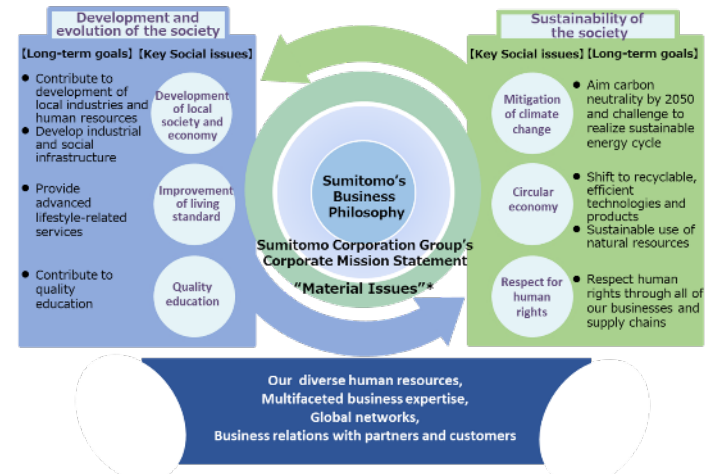 Development and
evolution of the society
【Long-term goals】【Key Social issues】
● Contribute to
development of
local industries and
human resources
● Develop industrial
and social
infrastructure
Development
of local
society and
economy
● Provide
advanced
lifestyle-related
services
Improvement
of living
standard
● Contribute to
quality
education
Quality
education
Sumitomo's
Business
Philosophy
Sumitomo Corporation Group's
Corporate Mission Statement
"Material Issues"*
Sustainability of
the society
【Key Social issues】【Long-term goals】
Mitigation
of climate
change
● Aim carbon
neutrality by 2050
and challenge to
realize sustainable
energy cycle
Circular
economy
● Shift to recyclable,
efficient
technologies and
products
● Sustainable use of
natural resources
Respect for
human
rights
● Respect human
rights through all of
our businesses and
supply chains
Our diverse human resources,
Multifaceted business expertise,
Global networks,
Business relations with partners and customers